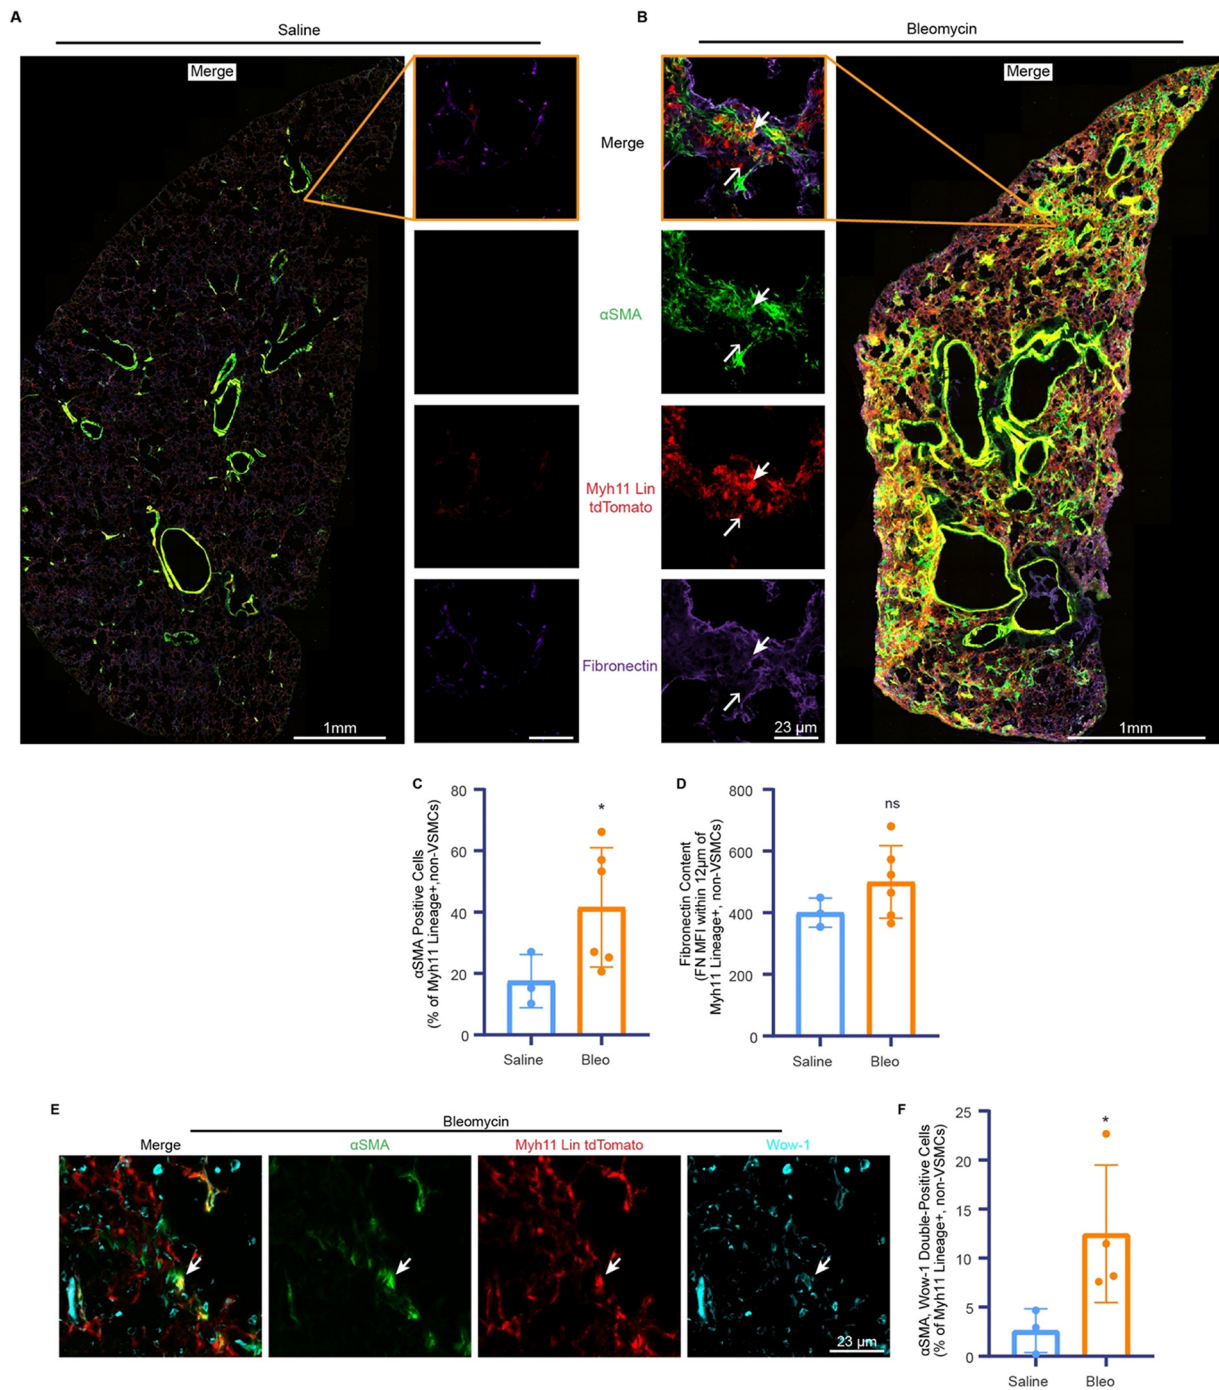 A
Saline
B
Bleomycin
Merge
Merge
Merge
αSMA
Myh11 Lin
tdTomato
Fibronectin
1mm
23 µm
1mm
C
80
60
40
20
0
αSMA Positive Cells
(% of Myh11 Lineage+,non-VSMCs)
*
Saline
Bleo
D
800
600
400
200
0
Fibronectin Content
(FN MFI within 12µm of
Myh11 Lineage+, non-VSMCs)
ns
Saline
Bleo
E
Bleomycin
Merge
αSMA
Myh11 Lin tdTomato
Wow-1
23 µm
F
25
20
15
10
5
0
αSMA, Wow-1 Double-Positive Cells
(% of Myh11 Lineage+, non-VSMCs)
*
Saline
Bleo